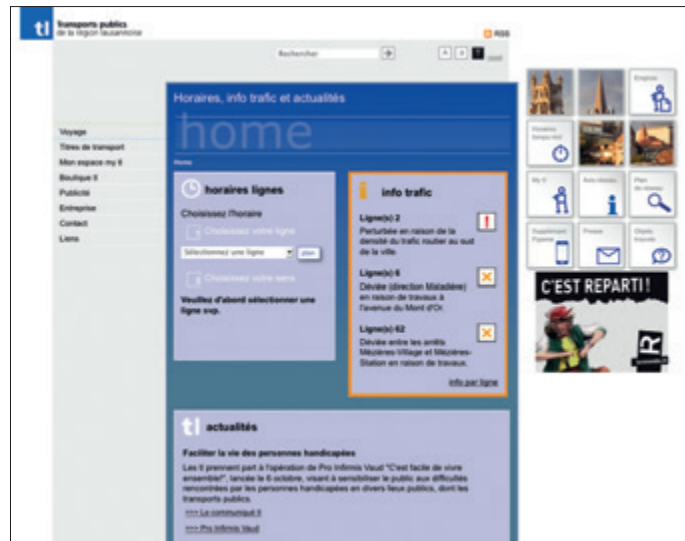 tl
Transports publics
de la région lausannoise
RSS
Rechercher
Horaires, info trafic et actualités
home
Home
Voyage
Titres de transport
Mon espace my tl
Boutique tl
Publicité
Entreprise
Contact
Liens
horaires lignes
Choisissez l'horaire
Choisissez votre ligne
Sélectionnez une ligne
Choisissez votre sens
Veuillez d'abord sélectionner une
ligne svp.
info trafic
Ligne(s) 2
Perturbée en raison de la
densité du trafic routier au sud
de la ville.
Ligne(s) 6
Déviée (direction Maladière)
en raison de travaux à
l'avenue du Mont d'Or.
Ligne(s) 62
Déviée entre les arrêts
Mézières-Village et Mézières-
Station en raison de travaux.
info par ligne
tl actualités
Faciliter la vie des personnes handicapées
Les tl prennent part à l'opération de Pro Infirmis Vaud "C'est facile de vivre
ensemble!", lancée le 6 octobre, visant à sensibiliser le public aux difficultés
rencontrées par les personnes handicapées en divers lieux publics, dont les
transports publics.
>>> Le communiqué tl
>>> Pro Infirmis Vaud
Emplois
Horaires
temps réel
My tl
Avis réseau
Plan
du réseau
Presse
Objets
trouvés
C'EST REPARTI !